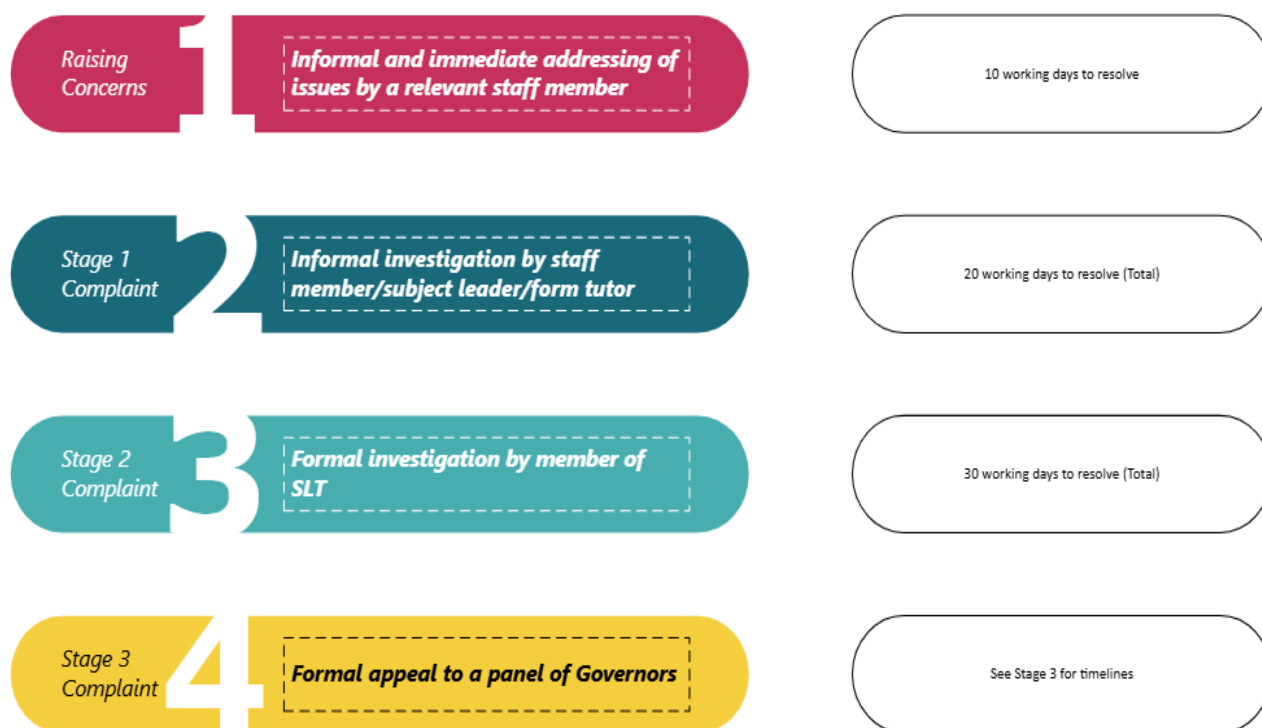 Raising
Concerns
1
Informal and immediate addressing of
issues by a relevant staff member
10 working days to resolve
Stage 1
Complaint
2
Informal investigation by staff
member/subject leader/form tutor
20 working days to resolve (Total)
Stage 2
Complaint
3
Formal investigation by member of
SLT
30 working days to resolve (Total)
Stage 3
Complaint
4
Formal appeal to a panel of Governors
See Stage 3 for timelines